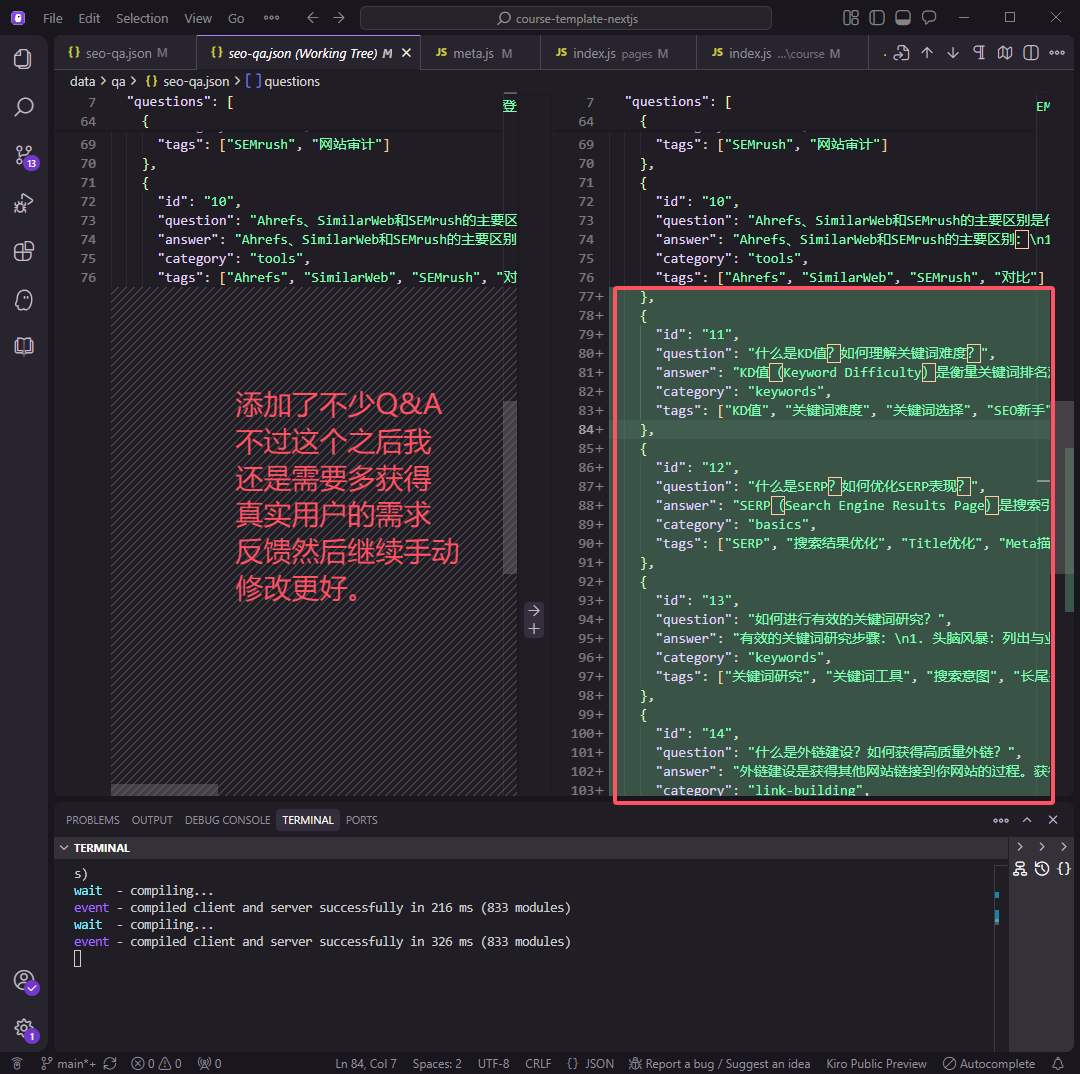 File Edit Selection View Go course-template-nextjs
{} seo-qa.json M {} seo-qa.json (Working Tree) M JS meta.js M JS index.js pages M JS index.js ...\course M
data > qa > {} seo-qa.json > [ ] questions
7 "questions": [ 登
64 {
69 "tags": ["SEMrush", "网站审计"]
70 },
71 {
72 "id": "10",
73 "question": "Ahrefs、SimilarWeb和SEMrush的主要区
74 "answer": "Ahrefs、SimilarWeb和SEMrush的主要区别
75 "category": "tools",
76 "tags": ["Ahrefs", "SimilarWeb", "SEMrush", "对
添加了不少Q&A
不过这个之后我
还是需要多获得
真实用户的需求
反馈然后继续手动
修改更好。
7 "questions": [ EM
64 {
69 "tags": ["SEMrush", "网站审计"]
70 },
71 {
72 "id": "10",
73 "question": "Ahrefs、SimilarWeb和SEMrush的主要区别是什
74 "answer": "Ahrefs、SimilarWeb和SEMrush的主要区别：\n1
75 "category": "tools",
76 "tags": ["Ahrefs", "SimilarWeb", "SEMrush", "对比"]
77+ },
78+ {
79+ "id": "11",
80+ "question": "什么是KD值？如何理解关键词难度？",
81+ "answer": "KD值（Keyword Difficulty）是衡量关键词排名
82+ "category": "keywords",
83+ "tags": ["KD值", "关键词难度", "关键词选择", "SEO新手"
84+ },
85+ {
86+ "id": "12",
87+ "question": "什么是SERP？如何优化SERP表现？",
88+ "answer": "SERP（Search Engine Results Page）是搜索引
89+ "category": "basics",
90+ "tags": ["SERP", "搜索结果优化", "Title优化", "Meta描
91+ },
92+ {
93+ "id": "13",
94+ "question": "如何进行有效的关键词研究？",
95+ "answer": "有效的关键词研究步骤：\n1. 头脑风暴：列出与业
96+ "category": "keywords",
97+ "tags": ["关键词研究", "关键词工具", "搜索意图", "长尾
98+ },
99+ {
100+ "id": "14",
101+ "question": "什么是外链建设？如何获得高质量外链？",
102+ "answer": "外链建设是获得其他网站链接到你网站的过程。获
103+ "category": "link-building",
PROBLEMS OUTPUT DEBUG CONSOLE TERMINAL PORTS
TERMINAL
s)
wait - compiling...
event - compiled client and server successfully in 216 ms (833 modules)
wait - compiling...
event - compiled client and server successfully in 326 ms (833 modules)
13
1
main*+ 0 0 0 Ln 84, Col 7 Spaces: 2 UTF-8 CRLF {} JSON Report a bug / Suggest an idea Kiro Public Preview Autocomplete